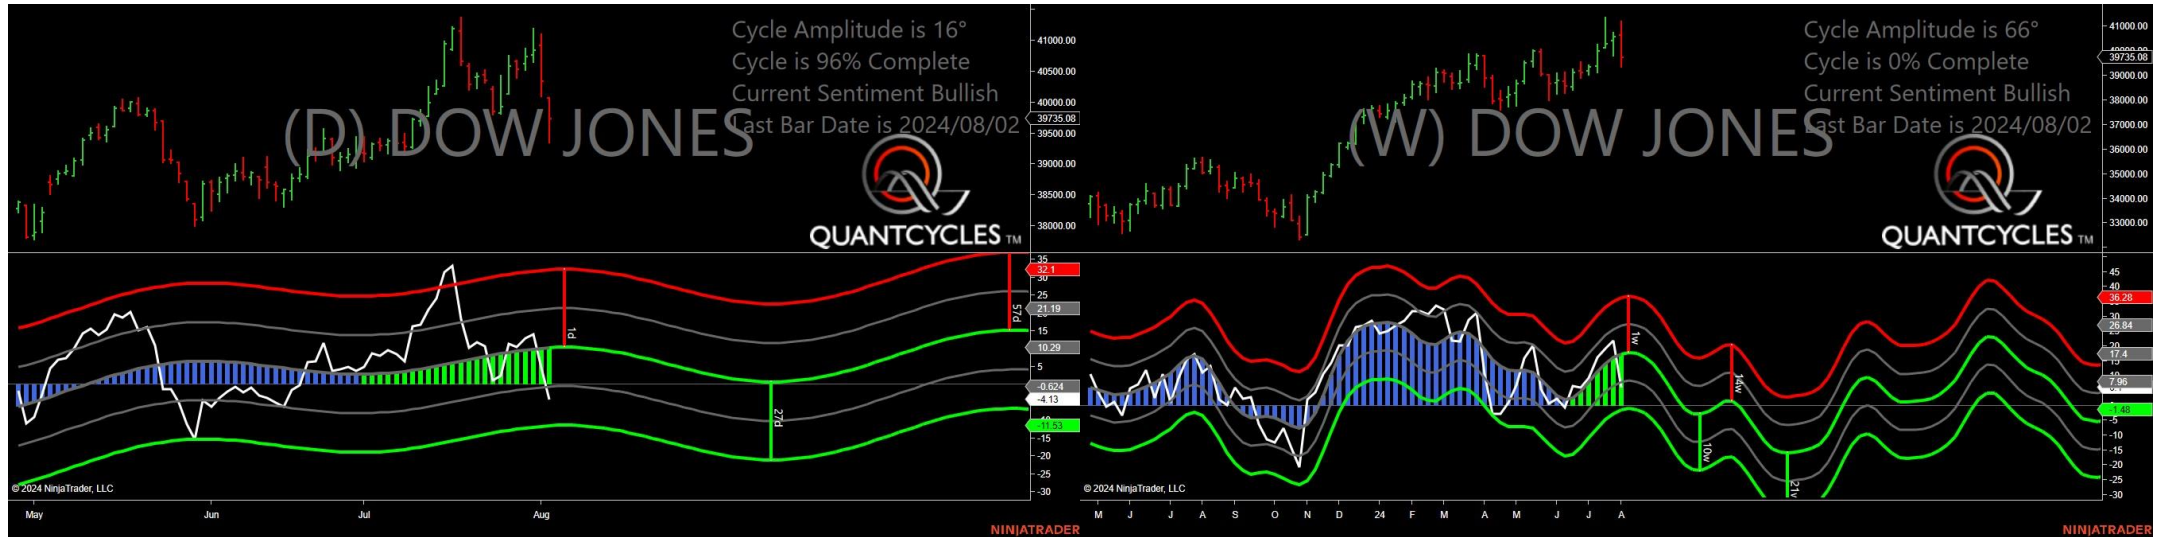 Cycle Amplitude is 16°
Cycle is 96% Complete
Current Sentiment Bullish
Last Bar Date is 2024/08/02
(D) DOW JONES
QUANTCYCLES TM
41000.00
40500.00
40000.00
39735.08
39500.00
39000.00
38500.00
38000.00
35
32.1
30
25
21.19
15
10.29
5
-0.624
-4.13
-11.53
-15
-20
-25
-30
1d
27d
57d
© 2024 NinjaTrader, LLC
May Jun Jul Aug
NINJATRADER
Cycle Amplitude is 66°
Cycle is 0% Complete
Current Sentiment Bullish
Last Bar Date is 2024/08/02
(W) DOW JONES
QUANTCYCLES TM
41000.00
39735.08
39000.00
38000.00
37000.00
36000.00
35000.00
34000.00
33000.00
45
40
36.28
30
26.84
20
17.4
7.96
-1.48
-5
-10
-15
-20
-25
-30
1w
10w
14w
© 2024 NinjaTrader, LLC
M J J A S O N D 24 F M A M J J A
NINJATRADER